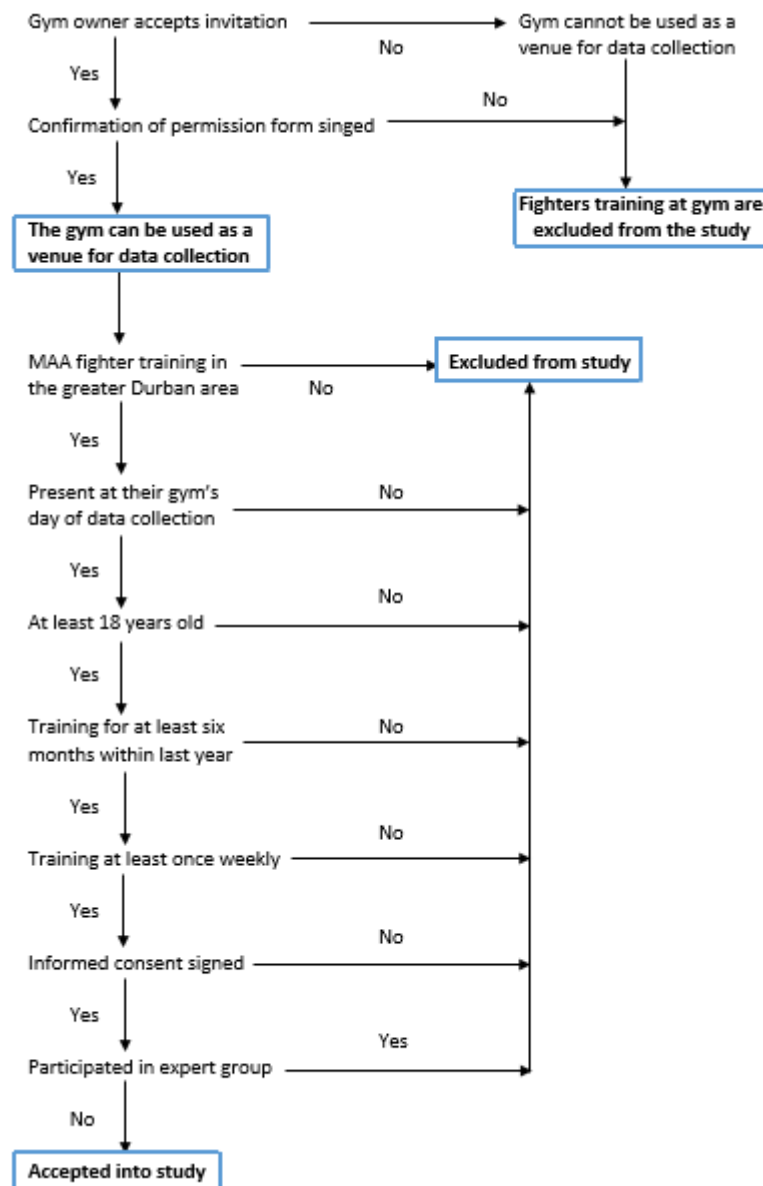 Gym owner accepts invitation
No
Gym cannot be used as a
venue for data collection
Yes
Confirmation of permission form singed
No
Yes
The gym can be used as a
venue for data collection
Fighters training at gym are
excluded from the study
MAA fighter training in
the greater Durban area
No
Excluded from study
Yes
Present at their gym's
day of data collection
No
Yes
At least 18 years old
No
Yes
Training for at least six
months within last year
No
Yes
Training at least once weekly
No
Yes
Informed consent signed
No
Yes
Participated in expert group
Yes
No
Accepted into study